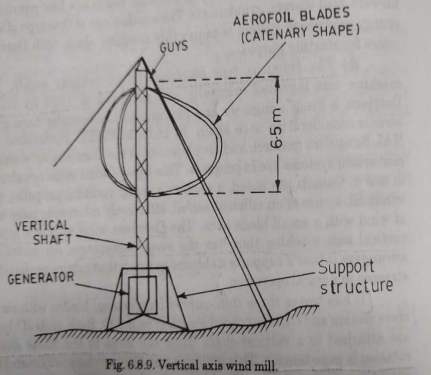 AEROFOIL BLADES
(CATENARY SHAPE)
GUYS
6.5 m
VERTICAL
SHAFT
GENERATOR
Support
structure
Fig. 6.8.9. Vertical axis wind mill.